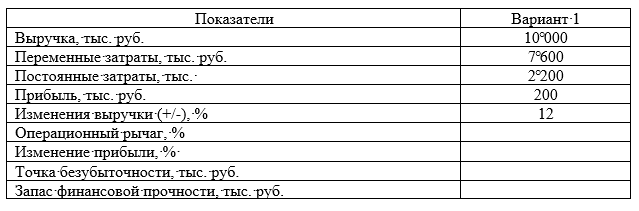 Показатели Вариант·1
Выручка,·тыс.·руб. 10°000
Переменные·затраты,·тыс.·руб. 7°600
Постоянные·затраты,·тыс.· 2°200
Прибыль,·тыс.·руб. 200
Изменения·выручки·(+/-),·% 12
Операционный·рычаг,·%
Изменение·прибыли,·%·
Точка·безубыточности,·тыс.·руб.
Запас·финансовой·прочности,·тыс.·руб.